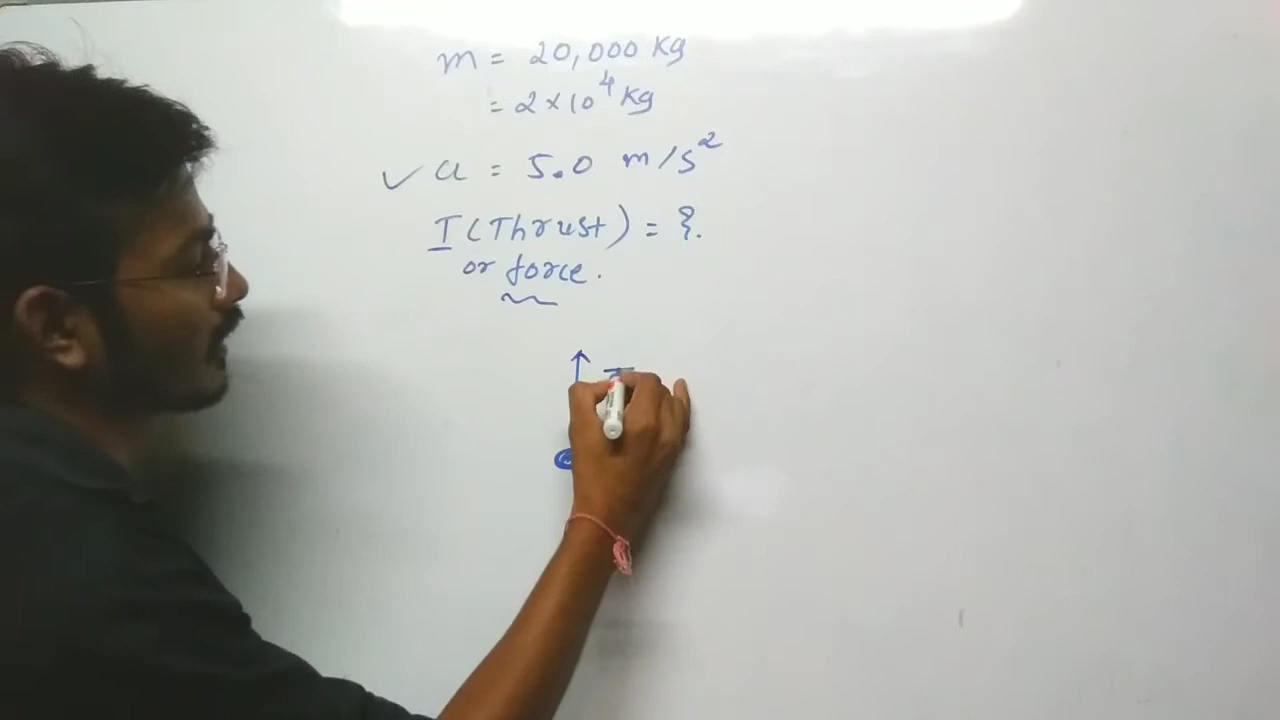 m = 20,000 kg
= 2 × 10⁴ kg
✓ a = 5.0 m/s²
T (Thrust) = ?.
or force.
T